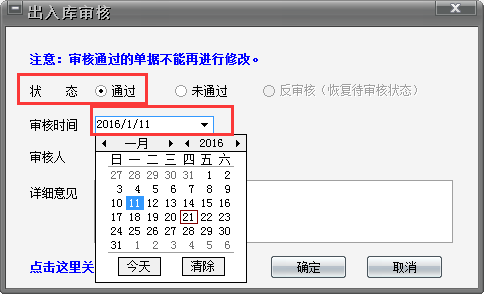 出入库审核
注意：审核通过的单据不能再进行修改。
状 态 通过 未通过 反审核（恢复待审核状态）
审核时间 2016/1/11
审核人
详细意见
一月 2016
日 一 二 三 四 五 六
27 28 29 30 31 1 2
3 4 5 6 7 8 9
10 11 12 13 14 15 16
17 18 19 20 21 22 23
24 25 26 27 28 29 30
31 1 2 3 4 5 6
今天 清除
点击这里关
确定 取消